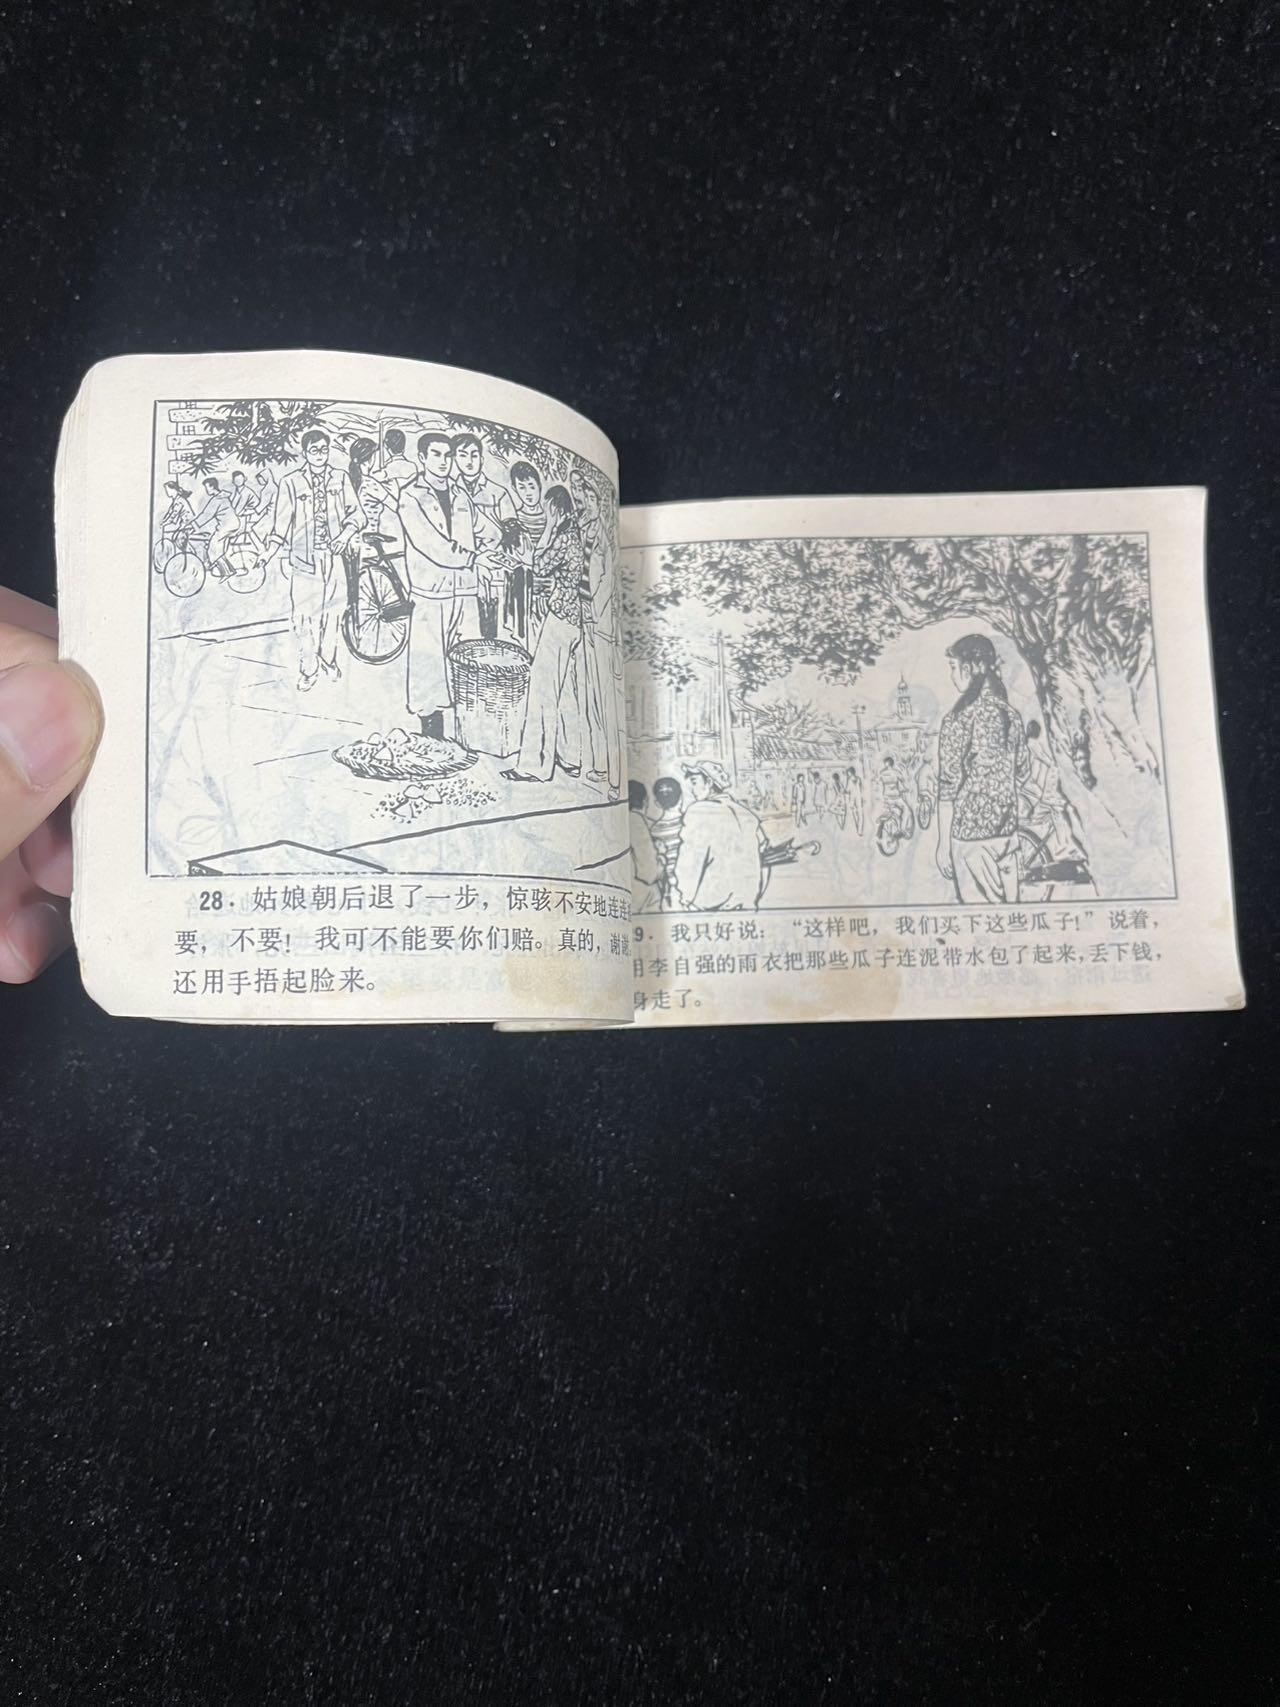 28. 姑娘朝后退了一步，惊骇不安地连连
要，不要！我可不能要你们赔。真的，谢谢
还用手捂起脸来。
9. 我只好说：“这样吧，我们买下这些瓜子！”说着，
用李自强的雨衣把那些瓜子连泥带水包了起来，丢下钱，
身走了。